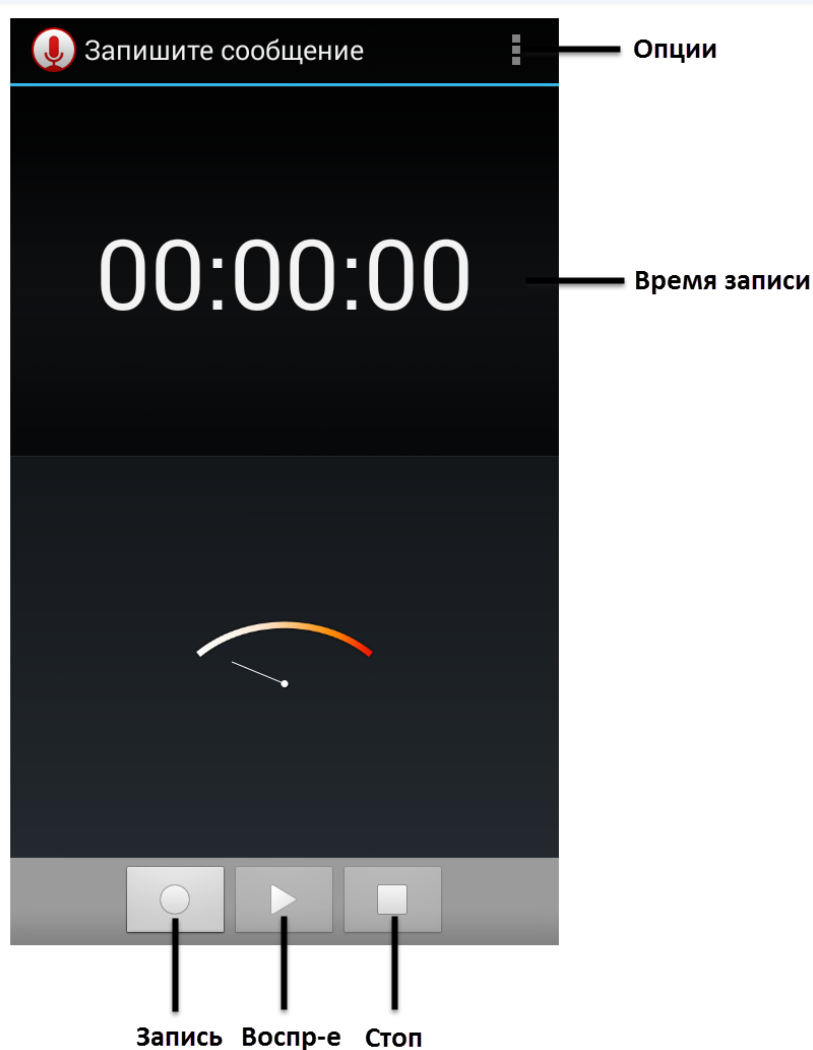 Запишите сообщение
Опции
00:00:00
Время записи
Запись Воспр-е Стоп